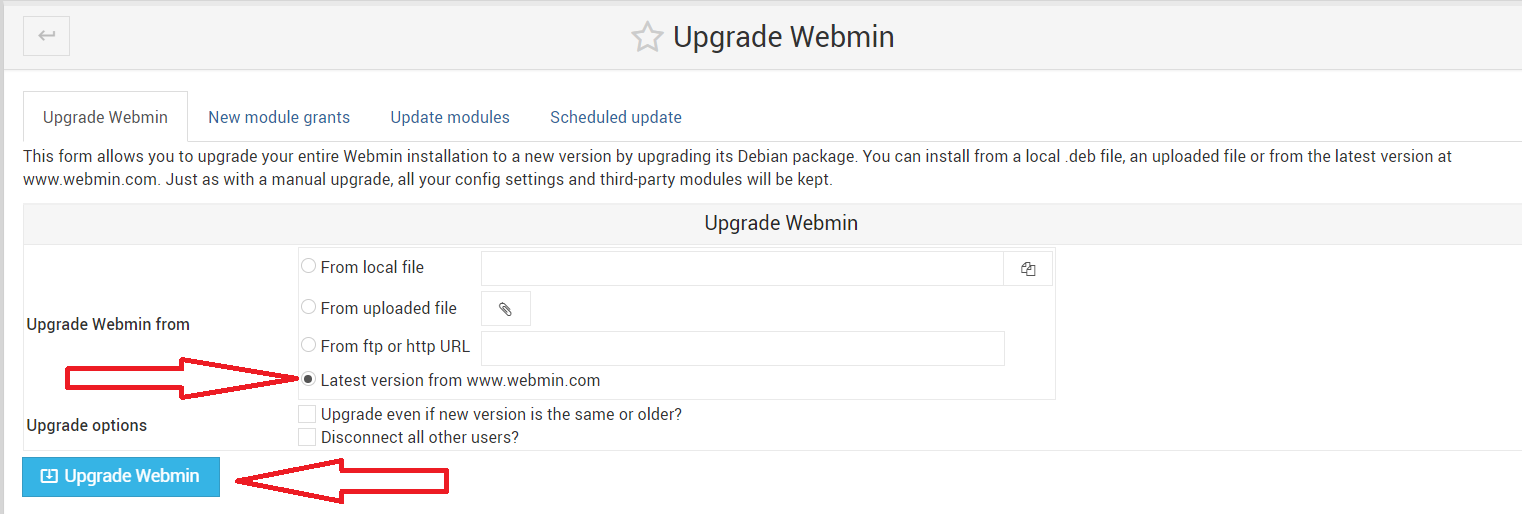 Upgrade Webmin
Upgrade Webmin
New module grants
Update modules
Scheduled update
This form allows you to upgrade your entire Webmin installation to a new version by upgrading its Debian package. You can install from a local .deb file, an uploaded file or from the latest version at
www.webmin.com. Just as with a manual upgrade, all your config settings and third-party modules will be kept.
Upgrade Webmin
Upgrade Webmin from
From local file
From uploaded file
From ftp or http URL
Latest version from www.webmin.com
Upgrade options
Upgrade even if new version is the same or older?
Disconnect all other users?
Upgrade Webmin